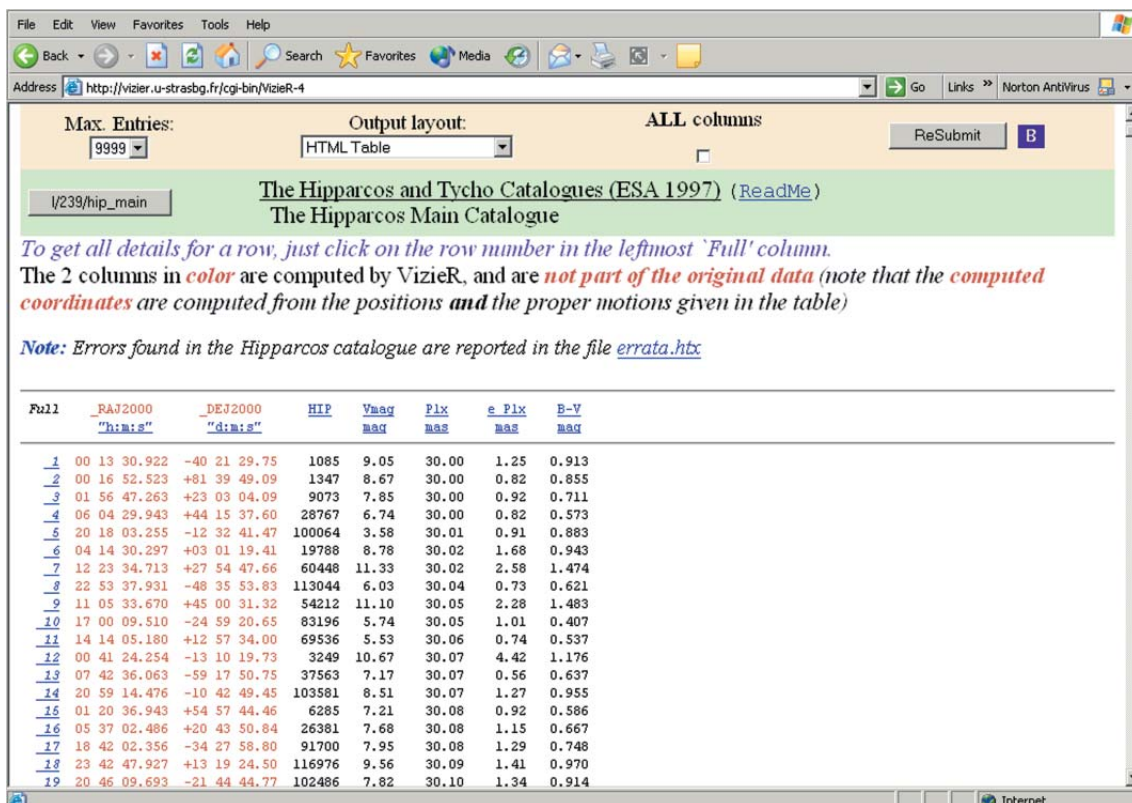 File Edit View Favorites Tools Help
Back Search Favorites Media
Address http://vizier.u-strasbg.fr/cgi-bin/VizieR-4 Go Links » Norton AntiVirus
Max. Entries: Output layout: ALL columns
9999 HTML Table ReSubmit B
I/239/hip_main The Hipparcos and Tycho Catalogues (ESA 1997) (ReadMe)
The Hipparcos Main Catalogue
To get all details for a row, just click on the row number in the leftmost `Full' column.
The 2 columns in color are computed by VizieR, and are not part of the original data (note that the computed
coordinates are computed from the positions and the proper motions given in the table)
Note: Errors found in the Hipparcos catalogue are reported in the file errata.htx
Full _RAJ2000 _DEJ2000 HIP Vmag Plx e Plx B-V
"h:m:s" "d:m:s" mag mas mas mag
1 00 13 30.922 -40 21 29.75 1085 9.05 30.00 1.25 0.913
2 00 16 52.523 +81 39 49.09 1347 8.67 30.00 0.82 0.855
3 01 56 47.263 +23 03 04.09 9073 7.85 30.00 0.92 0.711
4 06 04 29.943 +44 15 37.60 28767 6.74 30.00 0.82 0.573
5 20 18 03.255 -12 32 41.47 100064 3.58 30.01 0.91 0.883
6 04 14 30.297 +03 01 19.41 19788 8.78 30.02 1.68 0.943
7 12 23 34.713 +27 54 47.66 60448 11.33 30.02 2.58 1.474
8 22 53 37.931 -48 35 53.83 113044 6.03 30.04 0.73 0.621
9 11 05 33.670 +45 00 31.32 54212 11.10 30.05 2.28 1.483
10 17 00 09.510 -24 59 20.65 83196 5.74 30.05 1.01 0.407
11 14 14 05.180 +12 57 34.00 69536 5.53 30.06 0.74 0.537
12 00 41 24.254 -13 10 19.73 3249 10.67 30.07 4.42 1.176
13 07 42 36.063 -59 17 50.75 37563 7.17 30.07 0.56 0.637
14 20 59 14.476 -10 42 49.45 103581 8.51 30.07 1.27 0.955
15 01 20 36.943 +54 57 44.46 6285 7.21 30.08 0.92 0.586
16 05 37 02.486 +20 43 50.84 26381 7.68 30.08 1.15 0.667
17 18 42 02.356 -34 27 58.80 91700 7.95 30.08 1.29 0.748
18 23 42 47.927 +13 19 24.50 116976 9.56 30.09 1.41 0.970
19 20 46 09.693 -21 44 44.77 102486 7.82 30.10 1.34 0.914
Internet